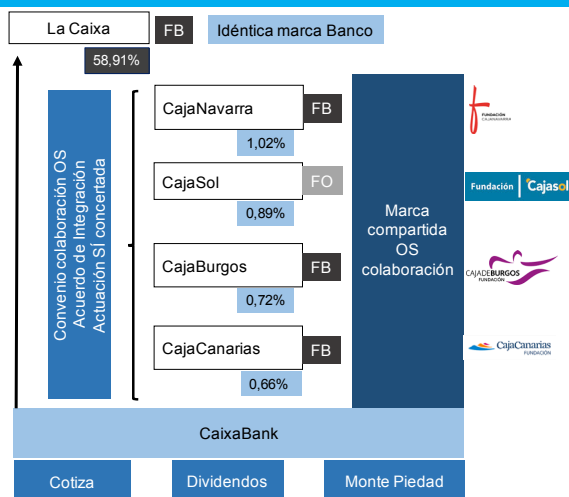 La Caixa
FB
Idéntica marca Banco
58,91%
Convenio colaboración OS
Acuerdo de Integración
Actuación SÍ concertada
CajaNavarra
FB
1,02%
CajaSol
FO
0,89%
CajaBurgos
FB
0,72%
CajaCanarias
FB
0,66%
Marca
compartida
OS
colaboración
FUNDACIÓN
CAJANAVARRA
Fundación | Cajasol
CAJADEBURGOS
FUNDACIÓN
CajaCanarias
FUNDACIÓN
CaixaBank
Cotiza
Dividendos
Monte Piedad